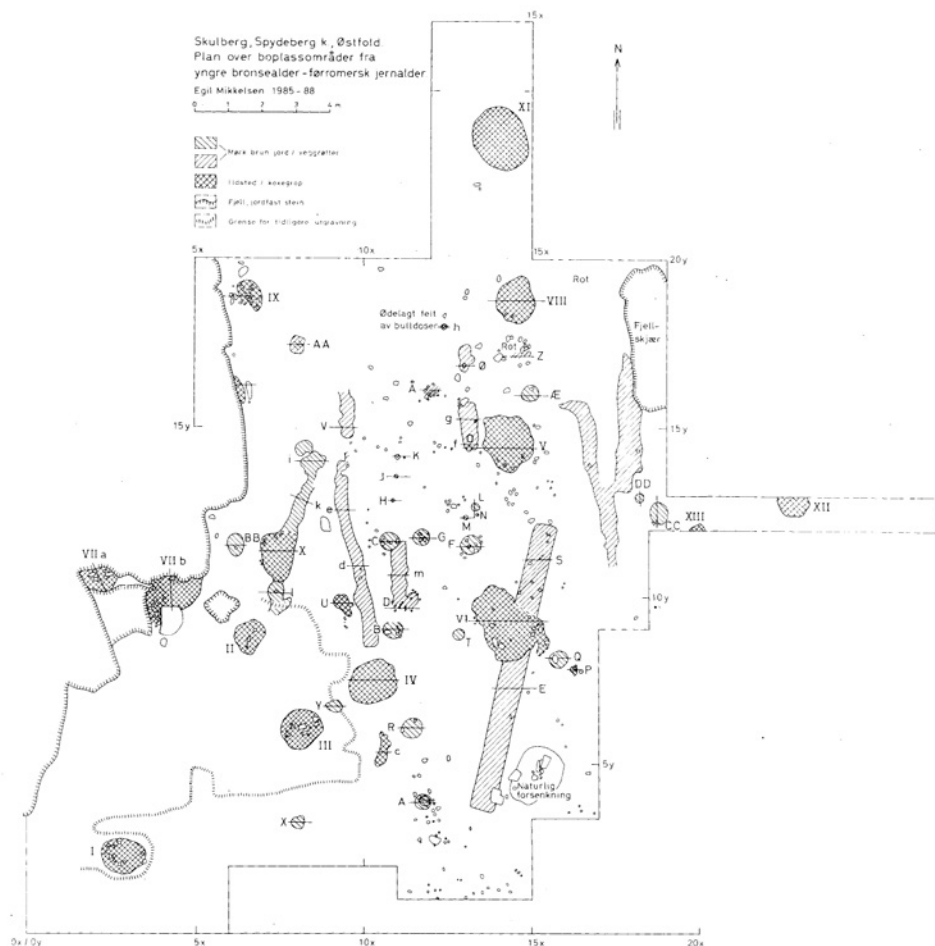 15x
Skulberg, Spydeberg k, Østfold
Plan over boplassområder fra
yngre bronsealder-førromersk jernalder
Egil Mikkelsen 1985-88
0 1 2 3 4 m
N
XI
Mørk brun jord / veggrøfter
Ildsted / kokegrop
Fjell, jordfast stein
Grense for tidligere utgravning
5x
10x
15x
20y
Rot
IX
VIII
Ødelagt felt
av bulldoser
h
Fjell-
skjær
AA
Rot
Z
Ø
Å
Æ
15y
V
g
f
O
V
15y
i
K
J
k
H
L
N
M
e
DD
CC
XIII
XII
BB
X
C
G
F
VII a
VII b
d
m
S
U
D
10y
VI
Q
II
B
T
Q
P
IV
E
Y
R
III
c
5y
Naturlig
forsenkning
A
X
I
0x / 0y
5x
10x
15x
20x